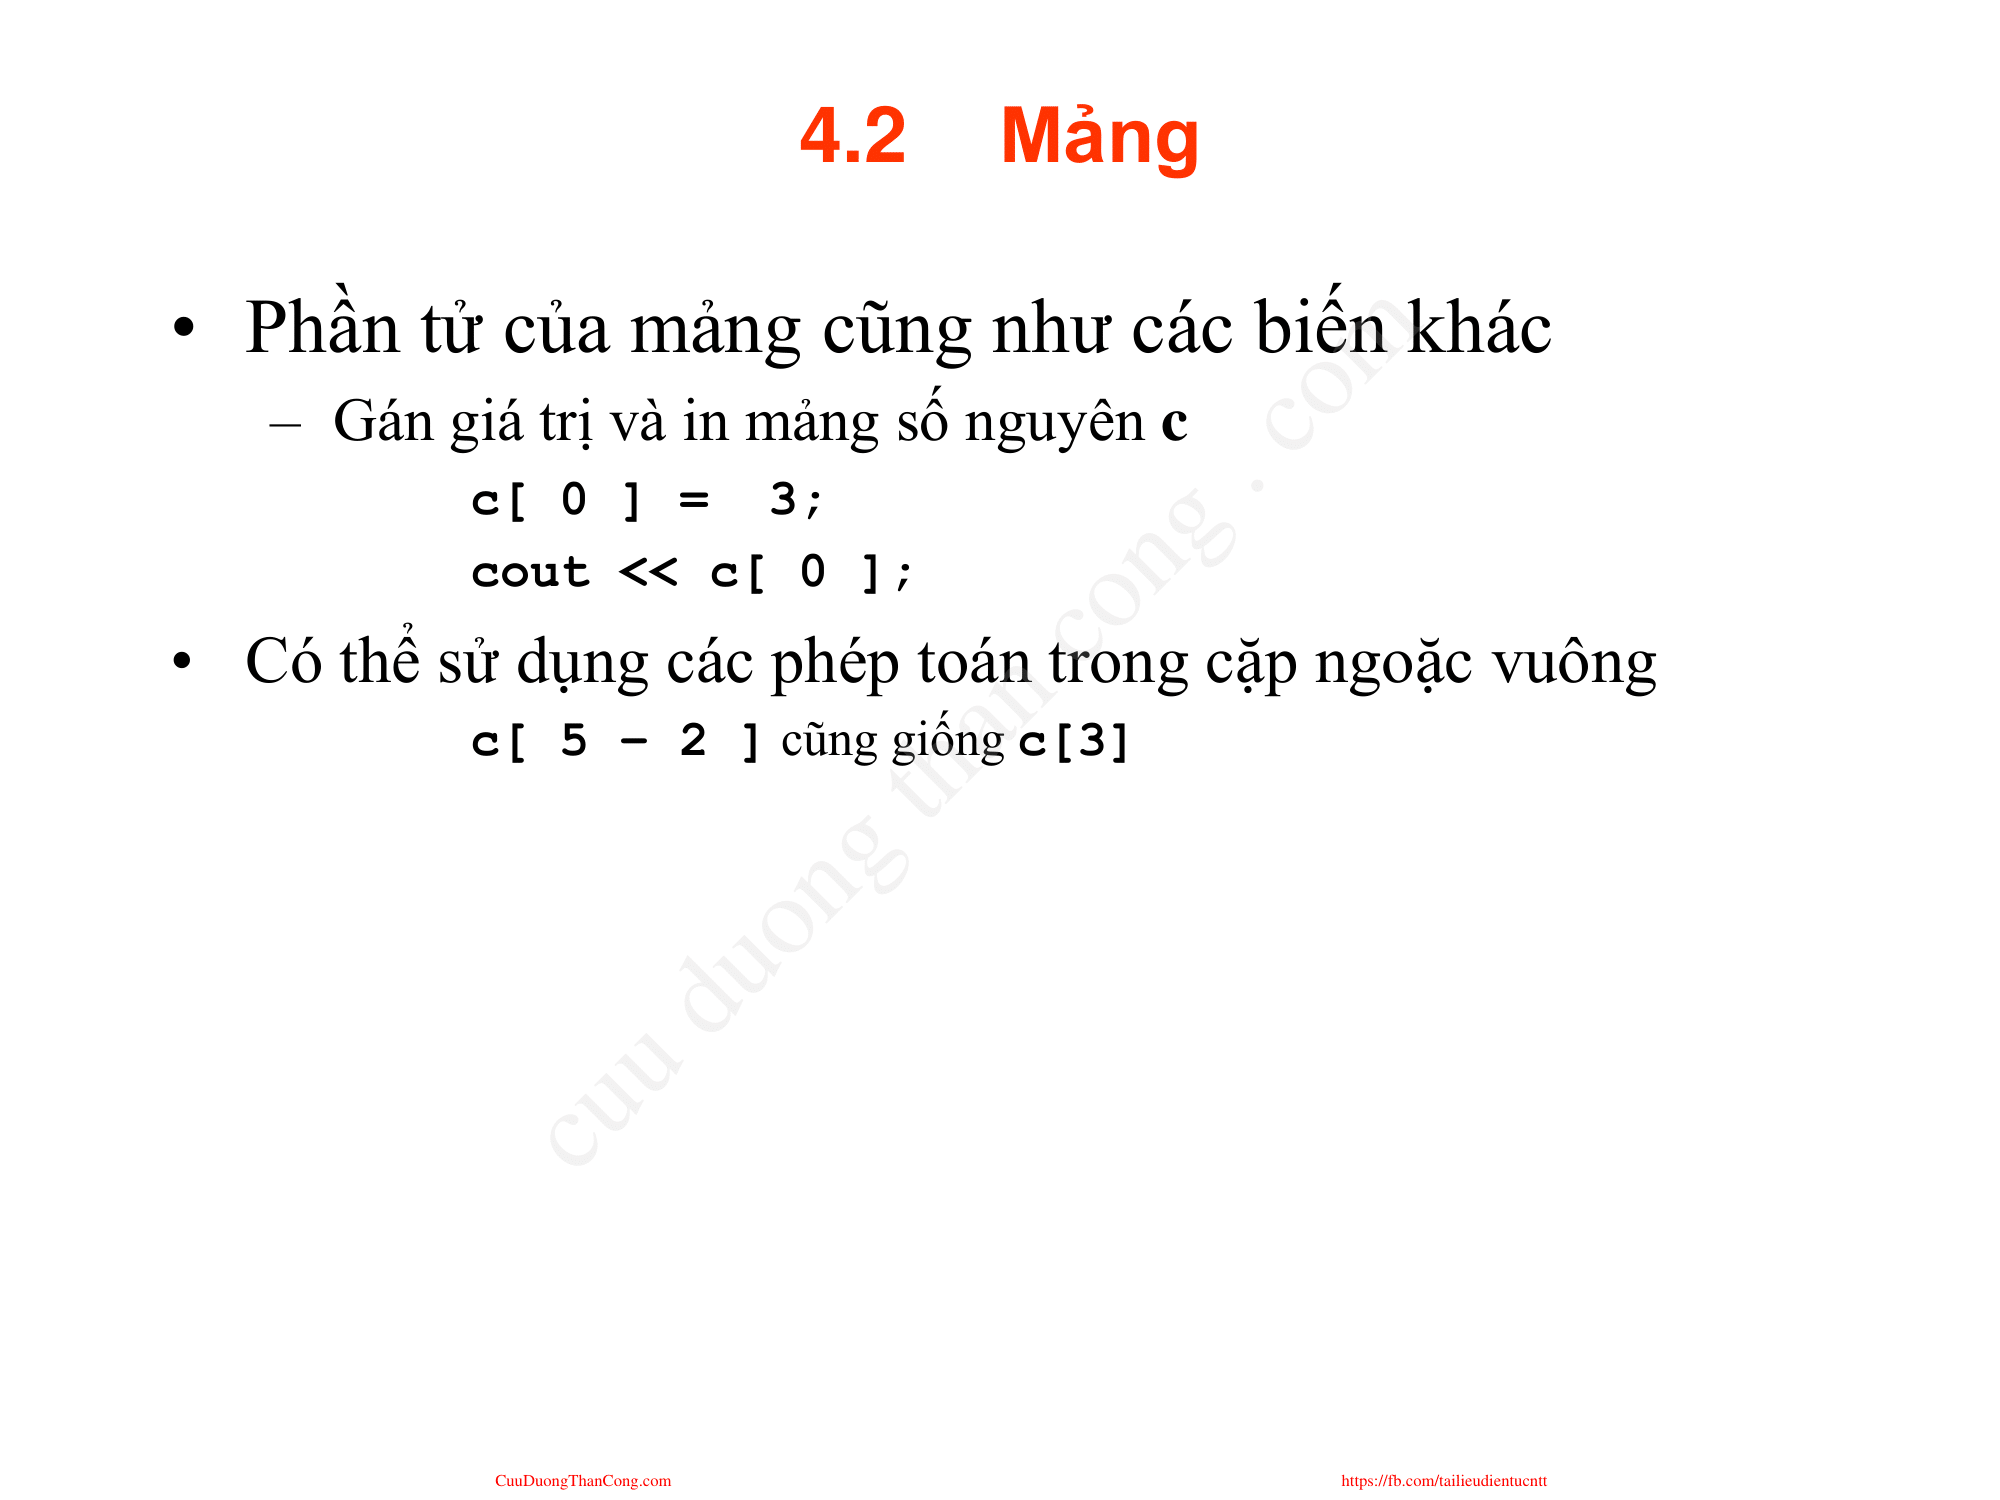 4.2 Mảng
• Phần tử của mảng cũng như các biến khác
– Gán giá trị và in mảng số nguyên c
c[ 0 ] =  3;
cout << c[ 0 ];
• Có thể sử dụng các phép toán trong cặp ngoặc vuông
c[ 5 – 2 ] cũng giống c[3]
cuu duong than cong . com
CuuDuongThanCong.com
https://fb.com/tailieudientucntt